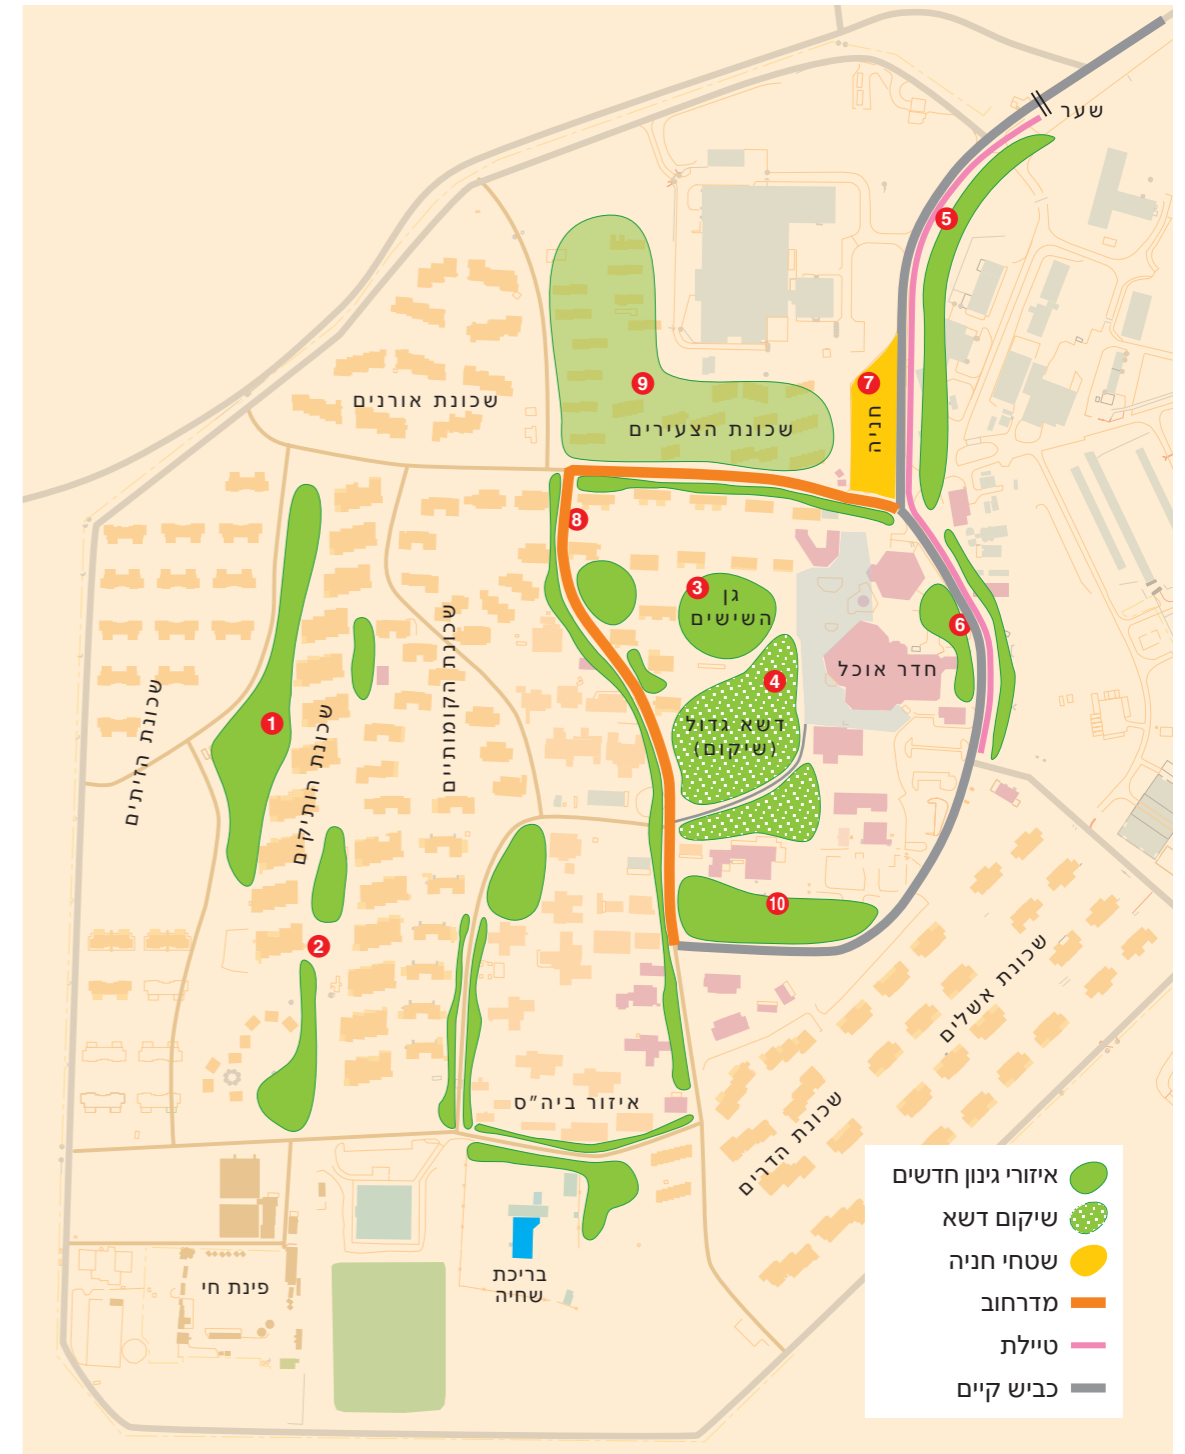 שער
5
9
7
חניה
שכונת אורנים
שכונת הצעירים
8
3
גן
השישים
6
חדר אוכל
4
דשא גדול
(שיקום)
שכונת הקומותיים
שכונת הותיקים
שכונת הזיתים
1
2
10
שכונת אשלים
שכונת הדרים
איזור ביה"ס
בריכת
שחיה
פינת חי
איזורי גינון חדשים
שיקום דשא
שטחי חניה
מדרחוב
טיילת
כביש קיים